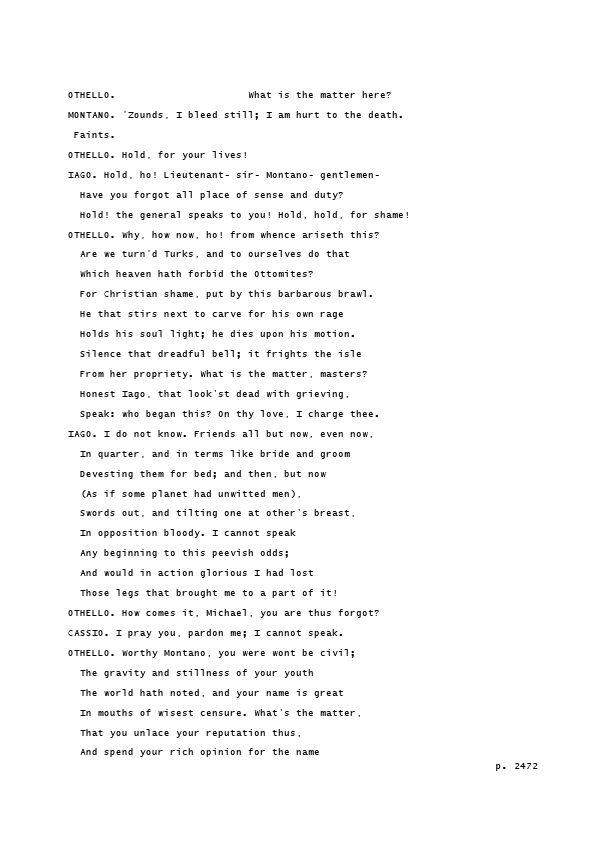 OTHELLO.                      What is the matter here?
MONTANO. 'Zounds, I bleed still; I am hurt to the death.
 Faints.
OTHELLO. Hold, for your lives!
IAGO. Hold, ho! Lieutenant- sir- Montano- gentlemen-
  Have you forgot all place of sense and duty?
  Hold! the general speaks to you! Hold, hold, for shame!
OTHELLO. Why, how now, ho! from whence ariseth this?
  Are we turn'd Turks, and to ourselves do that
  Which heaven hath forbid the Ottomites?
  For Christian shame, put by this barbarous brawl.
  He that stirs next to carve for his own rage
  Holds his soul light; he dies upon his motion.
  Silence that dreadful bell; it frights the isle
  From her propriety. What is the matter, masters?
  Honest Iago, that look'st dead with grieving,
  Speak: who began this? On thy love, I charge thee.
IAGO. I do not know. Friends all but now, even now,
  In quarter, and in terms like bride and groom
  Devesting them for bed; and then, but now
  (As if some planet had unwitted men),
  Swords out, and tilting one at other's breast,
  In opposition bloody. I cannot speak
  Any beginning to this peevish odds;
  And would in action glorious I had lost
  Those legs that brought me to a part of it!
OTHELLO. How comes it, Michael, you are thus forgot?
CASSIO. I pray you, pardon me; I cannot speak.
OTHELLO. Worthy Montano, you were wont be civil;
  The gravity and stillness of your youth
  The world hath noted, and your name is great
  In mouths of wisest censure. What's the matter,
  That you unlace your reputation thus,
  And spend your rich opinion for the name
p. 2472